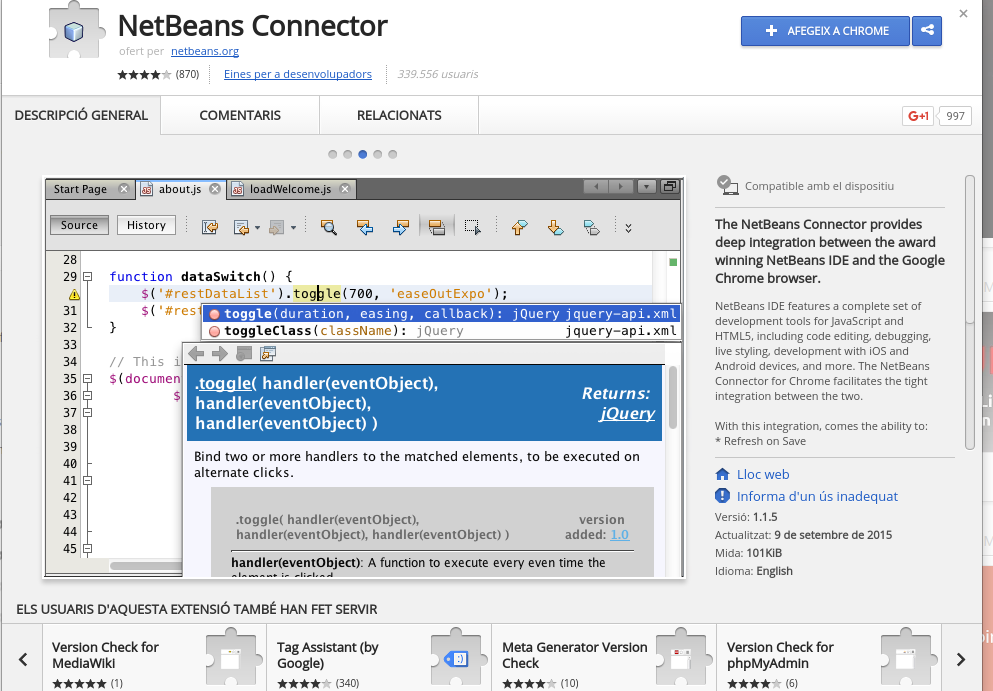 NetBeans Connector
ofert per netbeans.org
(870) Eines per a desenvolupadors 339.556 usuaris
AFEGEIX A CHROME
DESCRIPCIÓ GENERAL COMENTARIS RELACIONATS
G+1 997
Start Page about.js loadWelcome.js
Source History
28
29 function dataSwitch() {
$('#restDataList').toggle(700, 'easeOutExpo');
31 $('#rest
toggle(duration, easing, callback): jQuery jquery-api.xml
32 }
toggleClass(className): jQuery jquery-api.xml
33
34 // This i
35 $(documen
36 $
37
38
39
40
41
42
43
44
45
.toggle( handler(eventObject),
handler(eventObject),
handler(eventObject) )
Returns:
jQuery
Bind two or more handlers to the matched elements, to be executed on
alternate clicks.
.toggle( handler(eventObject),
handler(eventObject), handler(eventObject) )
version
added: 1.0
handler(eventObject): A function to execute every even time the
element is clicked
Compatible amb el dispositiu
The NetBeans Connector provides
deep integration between the award
winning NetBeans IDE and the Google
Chrome browser.
NetBeans IDE features a complete set of
development tools for JavaScript and
HTML5, including code editing, debugging,
live styling, development with iOS and
Android devices, and more. The NetBeans
Connector for Chrome facilitates the tight
integration between the two.
With this integration, comes the ability to:
* Refresh on Save
Lloc web
Informa d'un ús inadequat
Versió: 1.1.5
Actualitzat: 9 de setembre de 2015
Mida: 101KiB
Idioma: English
ELS USUARIS D'AQUESTA EXTENSIÓ TAMBÉ HAN FET SERVIR
Version Check for
MediaWiki
(1)
Tag Assistant (by
Google)
(340)
Meta Generator Version
Check
(10)
Version Check for
phpMyAdmin
(6)